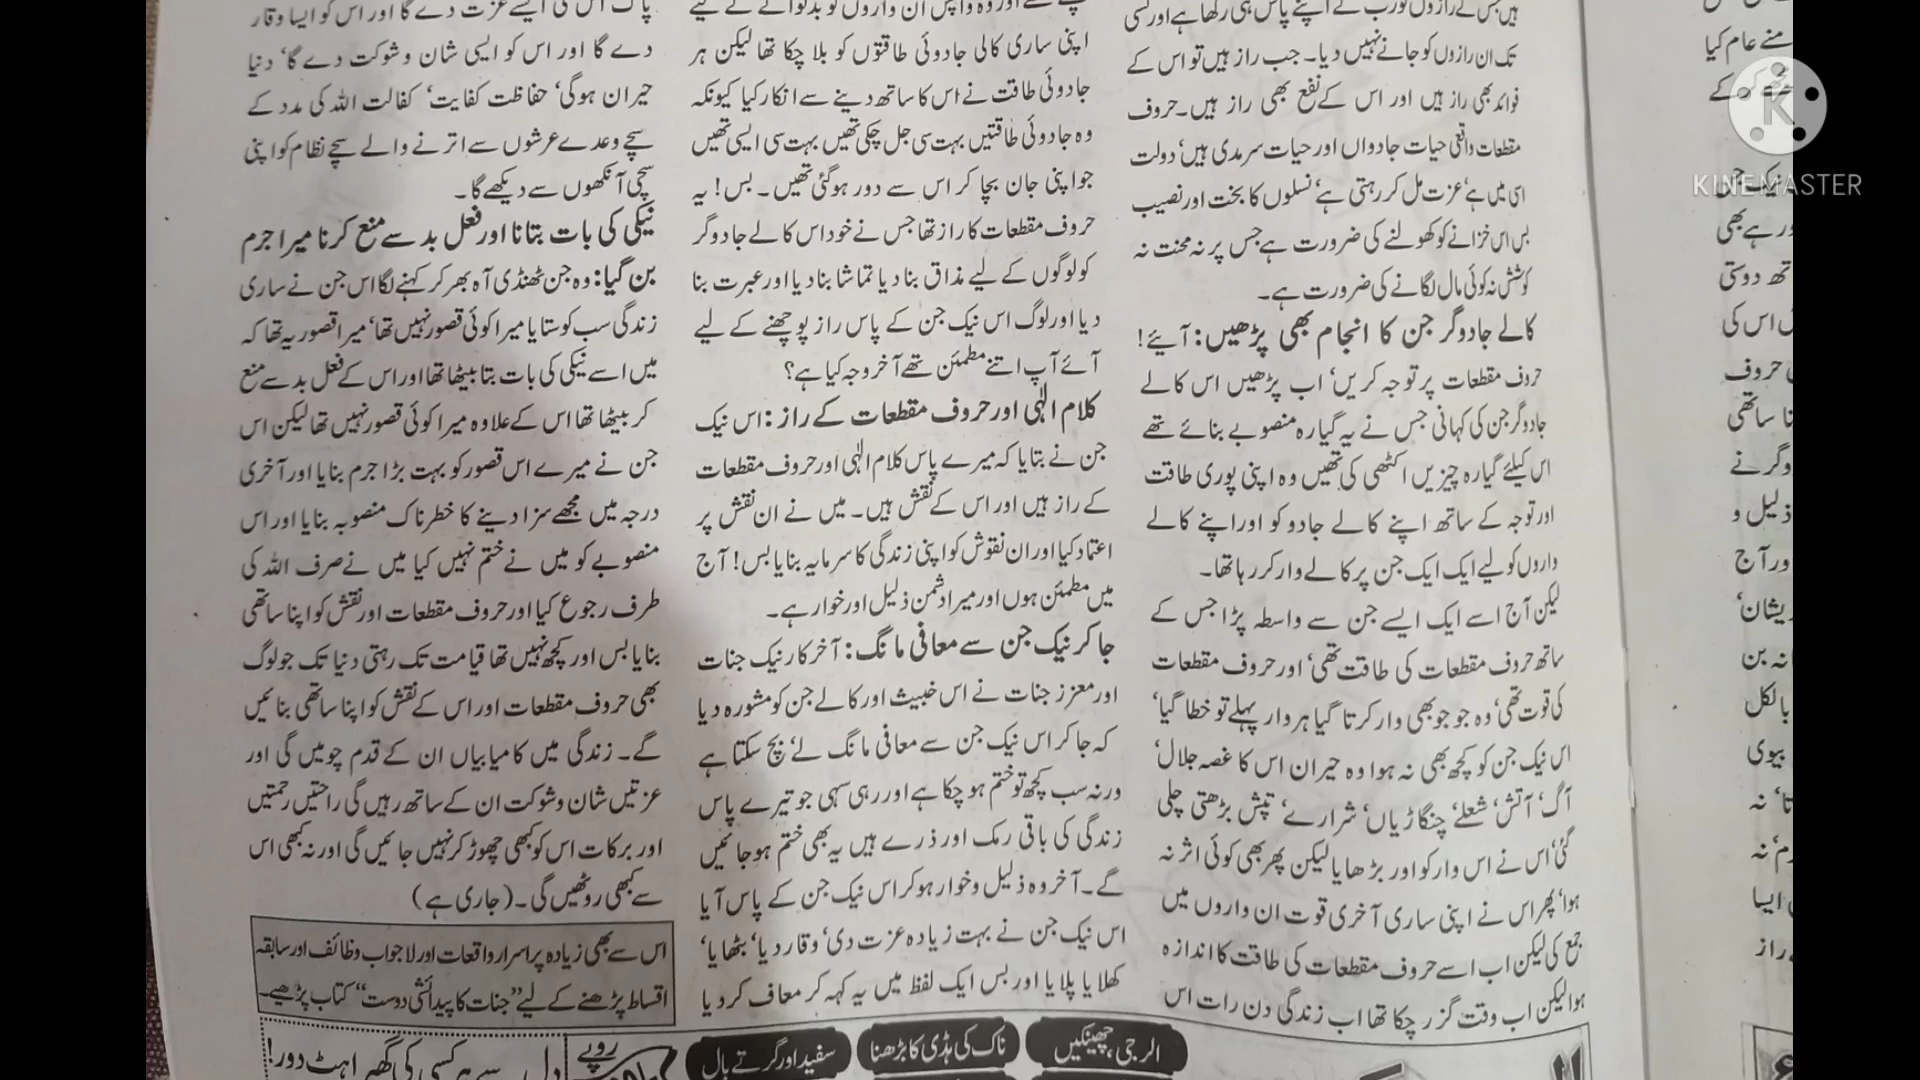 تک ان رازوں کو جانے نہیں دیا۔ جب راز ہیں تو اس کے
فوائد بھی راز ہیں اور اس کے نفع بھی راز ہیں۔ حروف
مقطعات واقعی حیات جادواں اور حیات سرمدی ہیں، دولت
اسی میں ہے، عزت مل کر رہتی ہے، نسلوں کا بخت اور نصیب
بس اس خزانے کو کھولنے کی ضرورت ہے جس پر نہ محنت نہ
کوشش نہ کوئی مال لگانے کی ضرورت ہے۔
کالے جادوگر جن کا انجام بھی پڑھیں: آئیے!
حروف مقطعات پر توجہ کریں، اب پڑھیں اس کالے
جادوگر جن کی کہانی جس نے یہ گیارہ منصوبے بنائے تھے
اس کیلئے گیارہ چیزیں اکٹھی کی تھیں وہ اپنی پوری طاقت
اور توجہ کے ساتھ اپنے کالے جادو کو اور اپنے کالے
داروں کو لیے ایک ایک جن پر کالے وار کر رہا تھا۔
لیکن آج اسے ایک ایسے جن سے واسطہ پڑا جس کے
ساتھ حروف مقطعات کی طاقت تھی، اور حروف مقطعات
کی قوت تھی، وہ جو جو بھی وار کرتا گیا ہر وار پہلے تو خطا گیا،
اس نیک جن کو کچھ بھی نہ ہوا وہ حیران اس کا غصہ جلال،
آگ، آتش، شعلے، چنگاڑیاں، شرارے، تپش بڑھتی چلی
گئی، اس نے اس وار کو اور بڑھایا لیکن پھر بھی کوئی اثر نہ
ہوا، پھر اس نے اپنی ساری آخری قوت ان واروں میں
جمع کی لیکن اب اسے حروف مقطعات کی طاقت کا اندازہ
ہوا لیکن اب وقت گزر چکا تھا اب زندگی دن رات اس
اپنی ساری کالی جادوئی طاقتوں کو بلا چکا تھا لیکن ہر
جادوئی طاقت نے اس کا ساتھ دینے سے انکار کیا کیونکہ
وہ جادوئی طاقتیں بہت سی جل چکی تھیں بہت سی ایسی تھیں
جو اپنی جان بچا کر اس سے دور ہو گئی تھیں۔ بس! یہ
حروف مقطعات کا راز تھا جس نے خود اس کالے جادوگر
کو لوگوں کے لیے مذاق بنا دیا تماشا بنا دیا اور عبرت بنا
دیا اور لوگ اس نیک جن کے پاس راز پوچھنے کے لیے
آئے آپ اتنے مطمئن تھے آخر وجہ کیا ہے؟
کلام الٰہی اور حروف مقطعات کے راز: اس نیک
جن نے بتایا کہ میرے پاس کلام الٰہی اور حروف مقطعات
کے راز ہیں اور اس کے نقش ہیں۔ میں نے ان نقش پر
اعتماد کیا اور ان نقوش کو اپنی زندگی کا سرمایہ بنایا بس! آج
میں مطمئن ہوں اور میرا دشمن ذلیل اور خوار ہے۔
جا کر نیک جن سے معافی مانگ: آخر کار نیک جنات
اور معزز جنات نے اس خبیث اور کالے جن کو مشورہ دیا
کہ جا کر اس نیک جن سے معافی مانگ لے، بچ سکتا ہے
ورنہ سب کچھ تو ختم ہو چکا ہے اور رہی سہی جو تیرے پاس
زندگی کی باقی رمک اور ذرے ہیں یہ بھی ختم ہو جائیں
گے۔ آخر وہ ذلیل و خوار ہو کر اس نیک جن کے پاس آیا
اس نیک جن نے بہت زیادہ عزت دی، وقار دیا، بٹھایا،
کھلایا پلایا اور بس ایک لفظ میں یہ کہہ کر معاف کر دیا
دے گا اور اس کو ایسی شان و شوکت دے گا، دنیا
حیران ہوگی، حفاظت کفایت، کفالت اللہ کی مدد کے
سچے وعدے عرشوں سے اترنے والے سچے نظام کو اپنی
سچی آنکھوں سے دیکھے گا۔
نیکی کی بات بتانا اور فعل بد سے منع کرنا میرا جرم
بن گیا: وہ جن ٹھنڈی آہ بھر کر کہنے لگا اس جن نے ساری
زندگی سب کو ستایا میرا کوئی قصور نہیں تھا، میرا قصور یہ تھا کہ
میں اسے نیکی کی بات بتا بیٹھا تھا اور اس کے فعل بد سے منع
کر بیٹھا تھا اس کے علاوہ میرا کوئی قصور نہیں تھا لیکن اس
جن نے میرے اس قصور کو بہت بڑا جرم بنایا اور آخری
درجہ میں مجھے سزا دینے کا خطرناک منصوبہ بنایا اور اس
منصوبے کو میں نے ختم نہیں کیا میں نے صرف اللہ کی
طرف رجوع کیا اور حروف مقطعات اور نقش کو اپنا ساتھی
بنایا بس اور کچھ نہیں تھا قیامت تک رہتی دنیا تک جو لوگ
بھی حروف مقطعات اور اس کے نقش کو اپنا ساتھی بنائیں
گے۔ زندگی میں کامیابیاں ان کے قدم چومیں گی اور
عزتیں شان و شوکت ان کے ساتھ رہیں گی راحتیں رحمتیں
اور برکات اس کو کبھی چھوڑ کر نہیں جائیں گی اور نہ کبھی اس
سے کبھی روٹھیں گی۔ (جاری ہے)
اس سے بھی زیادہ پراسرار واقعات اور لاجواب وظائف اور سابقہ
اقساط پڑھنے کے لیے "جنات کا پیدائشی دوست" کتاب پڑھیے۔
الرجی، چھینکیں
ناک کی ہڈی کا بڑھنا
سفید اور گرتے بال
روپے
KINEMASTER